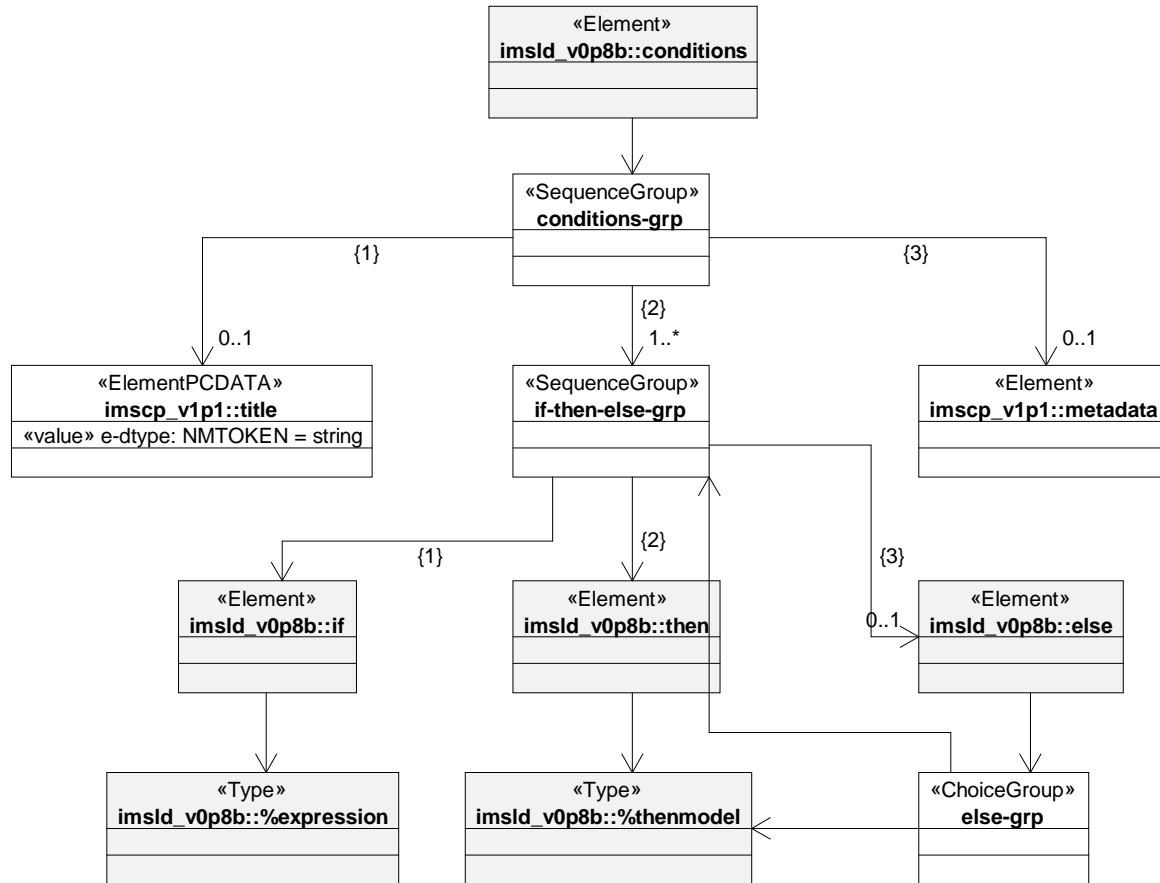 «Element»
imsld_v0p8b::conditions
«SequenceGroup»
conditions-grp
{1}
{3}
{2}
0..1
1..*
0..1
«ElementPCDATA»
imscp_v1p1::title
«value» e-dtype: NMTOKEN = string
«SequenceGroup»
if-then-else-grp
«Element»
imscp_v1p1::metadata
{1}
{2}
{3}
«Element»
imsld_v0p8b::if
«Element»
imsld_v0p8b::then
0..1
«Element»
imsld_v0p8b::else
«Type»
imsld_v0p8b::%expression
«Type»
imsld_v0p8b::%thenmodel
«ChoiceGroup»
else-grp